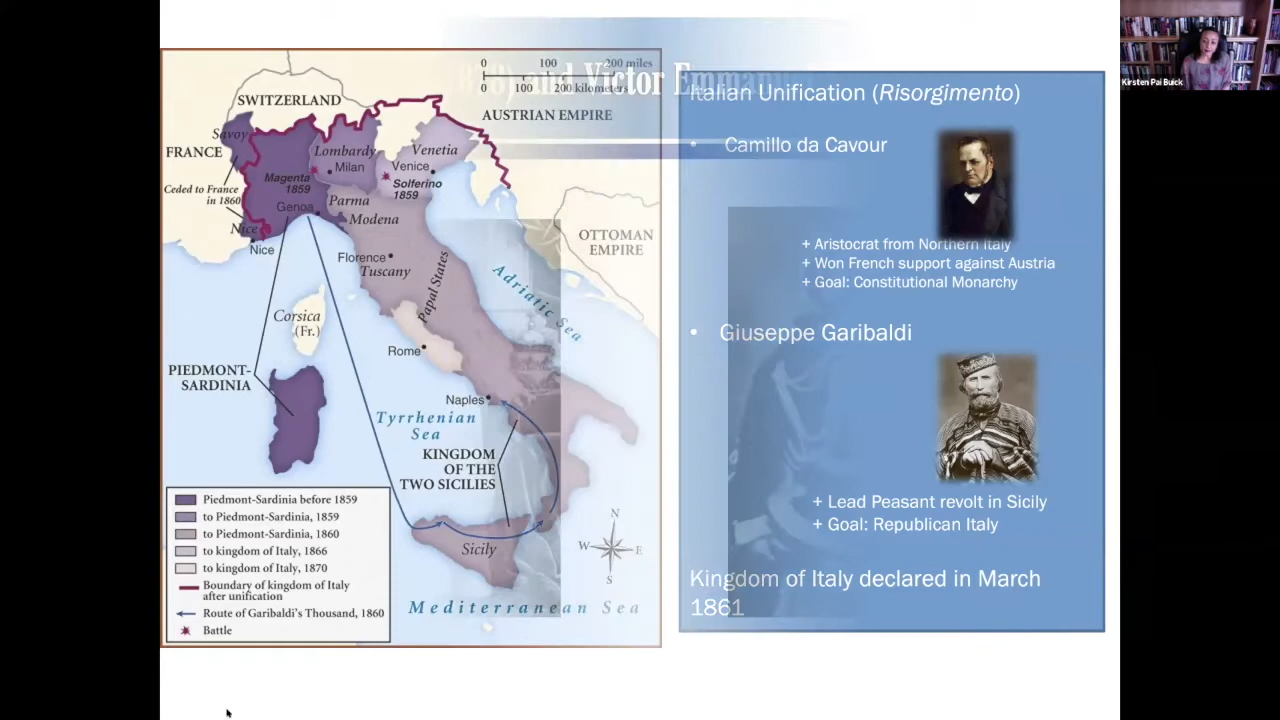 Kirsten Pai Buick
8) and Victor Emmanu
0 100 200 miles
0 100 200 kilometers
SWITZERLAND
AUSTRIAN EMPIRE
Savoy
FRANCE
Lombardy
Venetia
Milan
Venice
Magenta
1859
Solferino
1859
Ceded to France
in 1860
Parma
Genoa
Modena
Nice
Nice
OTTOMAN
EMPIRE
Florence
Tuscany
Papal States
Adriatic Sea
Corsica
(Fr.)
Rome
PIEDMONT-
SARDINIA
Naples
Tyrrhenian
Sea
KINGDOM
OF THE
TWO SICILIES
Sicily
N
W E
S
Mediterranean Sea
Piedmont-Sardinia before 1859
to Piedmont-Sardinia, 1859
to Piedmont-Sardinia, 1860
to kingdom of Italy, 1866
to kingdom of Italy, 1870
Boundary of kingdom of Italy
after unification
Route of Garibaldi's Thousand, 1860
Battle
Italian Unification (Risorgimento)
• Camillo da Cavour
+ Aristocrat from Northern Italy
+ Won French support against Austria
+ Goal: Constitutional Monarchy
• Giuseppe Garibaldi
+ Lead Peasant revolt in Sicily
+ Goal: Republican Italy
Kingdom of Italy declared in March
1861